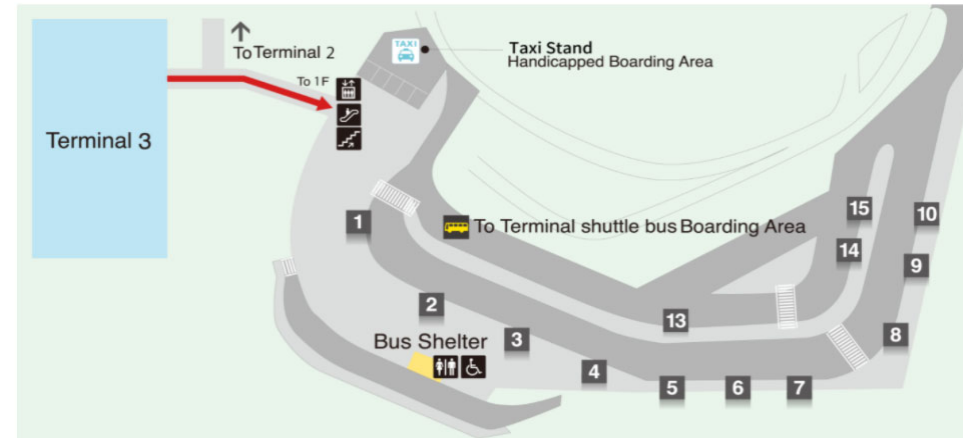 To Terminal 2
TAXI
Taxi Stand
Handicapped Boarding Area
To 1F
Terminal 3
1
To Terminal shuttle bus Boarding Area
15
10
14
9
2
13
8
3
Bus Shelter
4
5
6
7